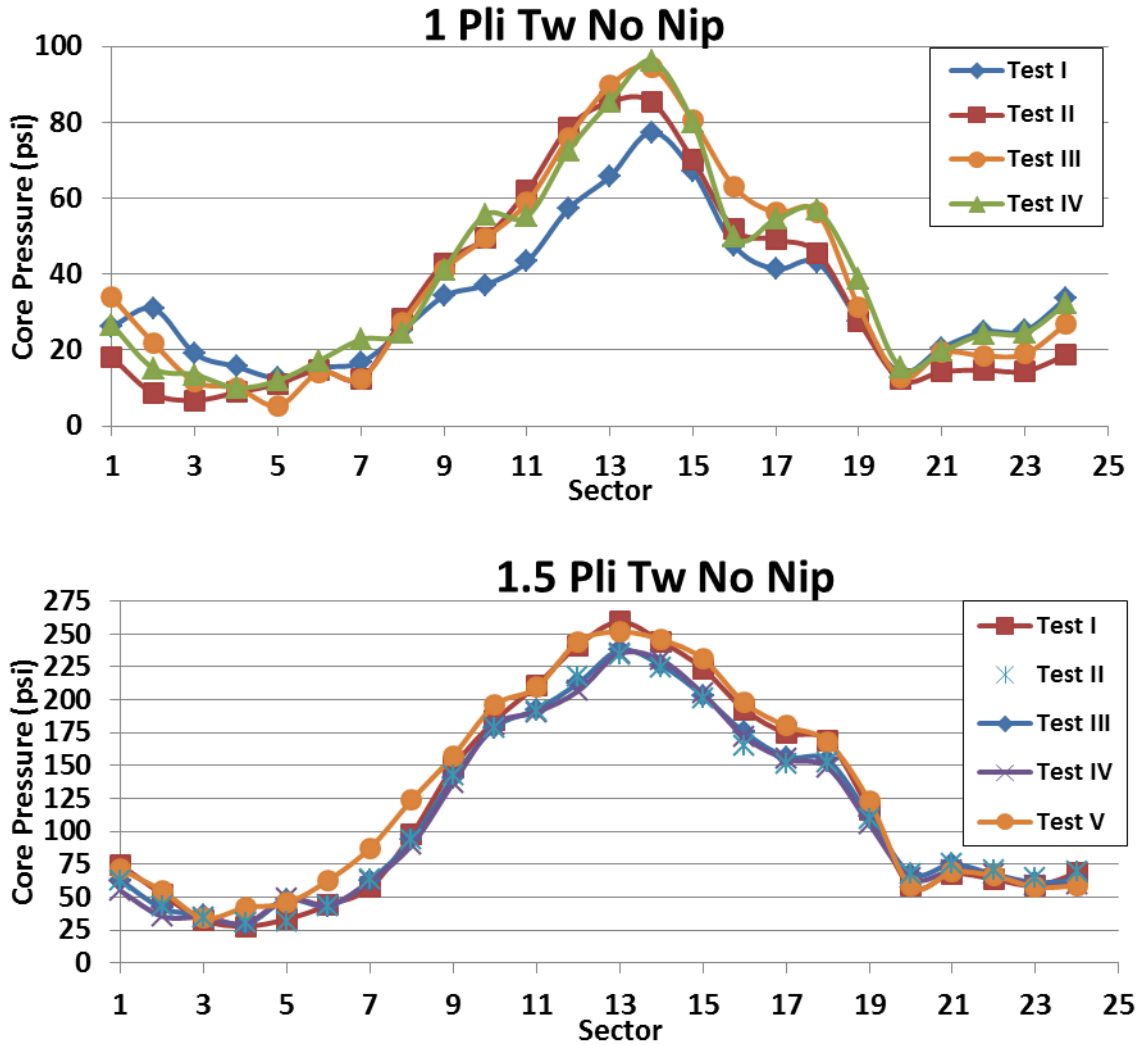 1 Pli Tw No Nip
100
80
60
40
20
0
Core Pressure (psi)
Test I
Test II
Test III
Test IV
1 3 5 7 9 11 13 15 17 19 21 23 25
Sector
1.5 Pli Tw No Nip
275
250
225
200
175
150
125
100
75
50
25
0
Core Pressure (psi)
Test I
Test II
Test III
Test IV
Test V
1 3 5 7 9 11 13 15 17 19 21 23 25
Sector